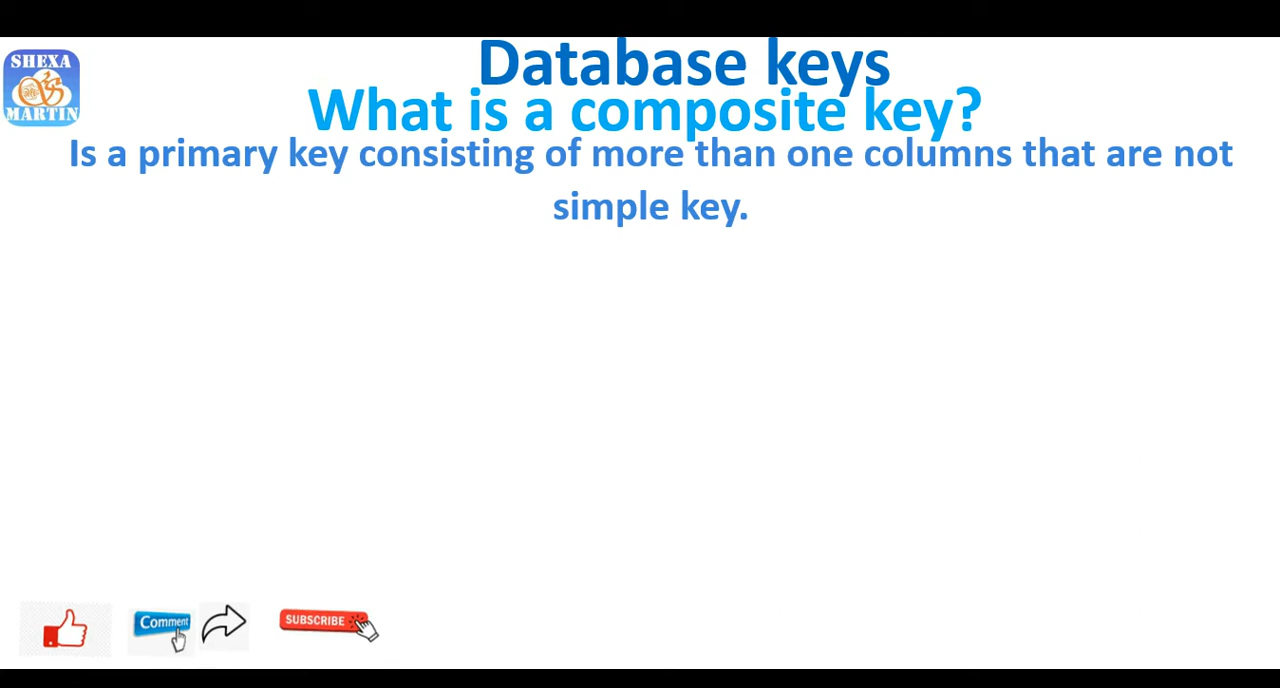 SHEXA
MARTIN
Database keys
What is a composite key?
Is a primary key consisting of more than one columns that are not
simple key.
Comment
SUBSCRIBE